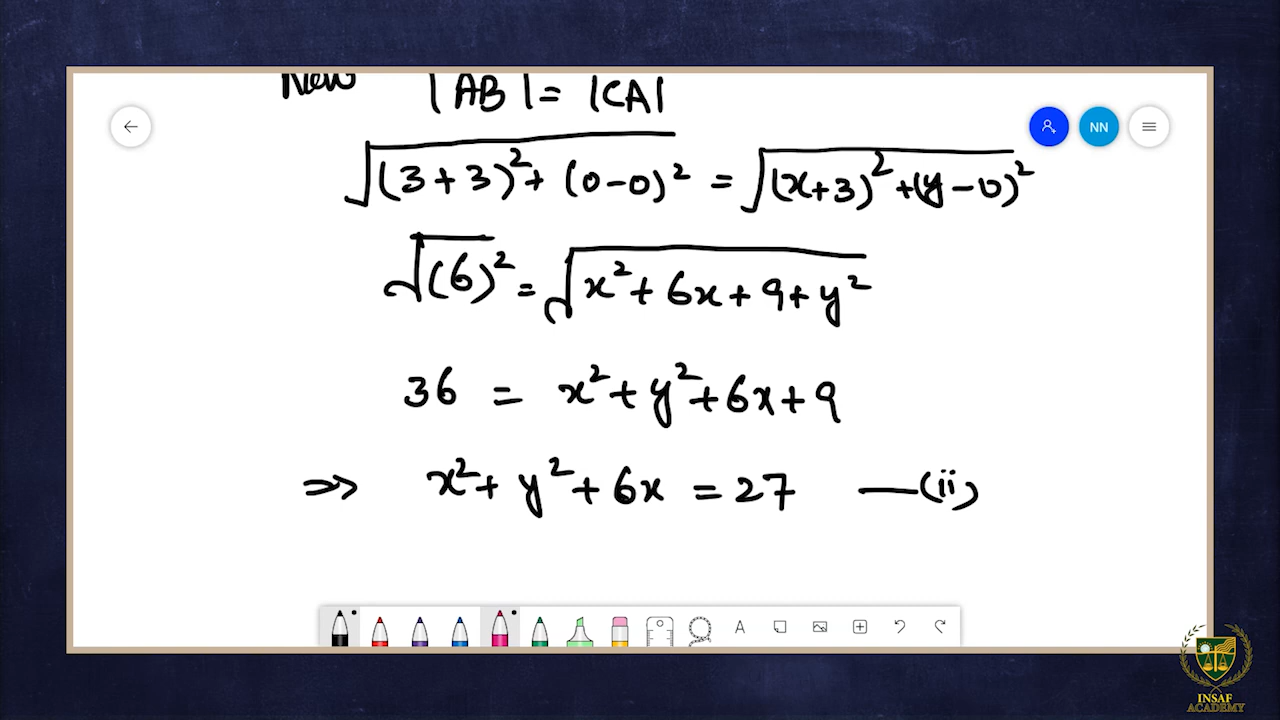 Now |AB| = |CA|
√(3+3)² + (0-0)² = √(x+3)² + (y-0)²
√(6)² = √x² + 6x + 9 + y²
36 = x² + y² + 6x + 9
⇒ x² + y² + 6x = 27 —(ii)
NN
A
INSAF
ACADEMY